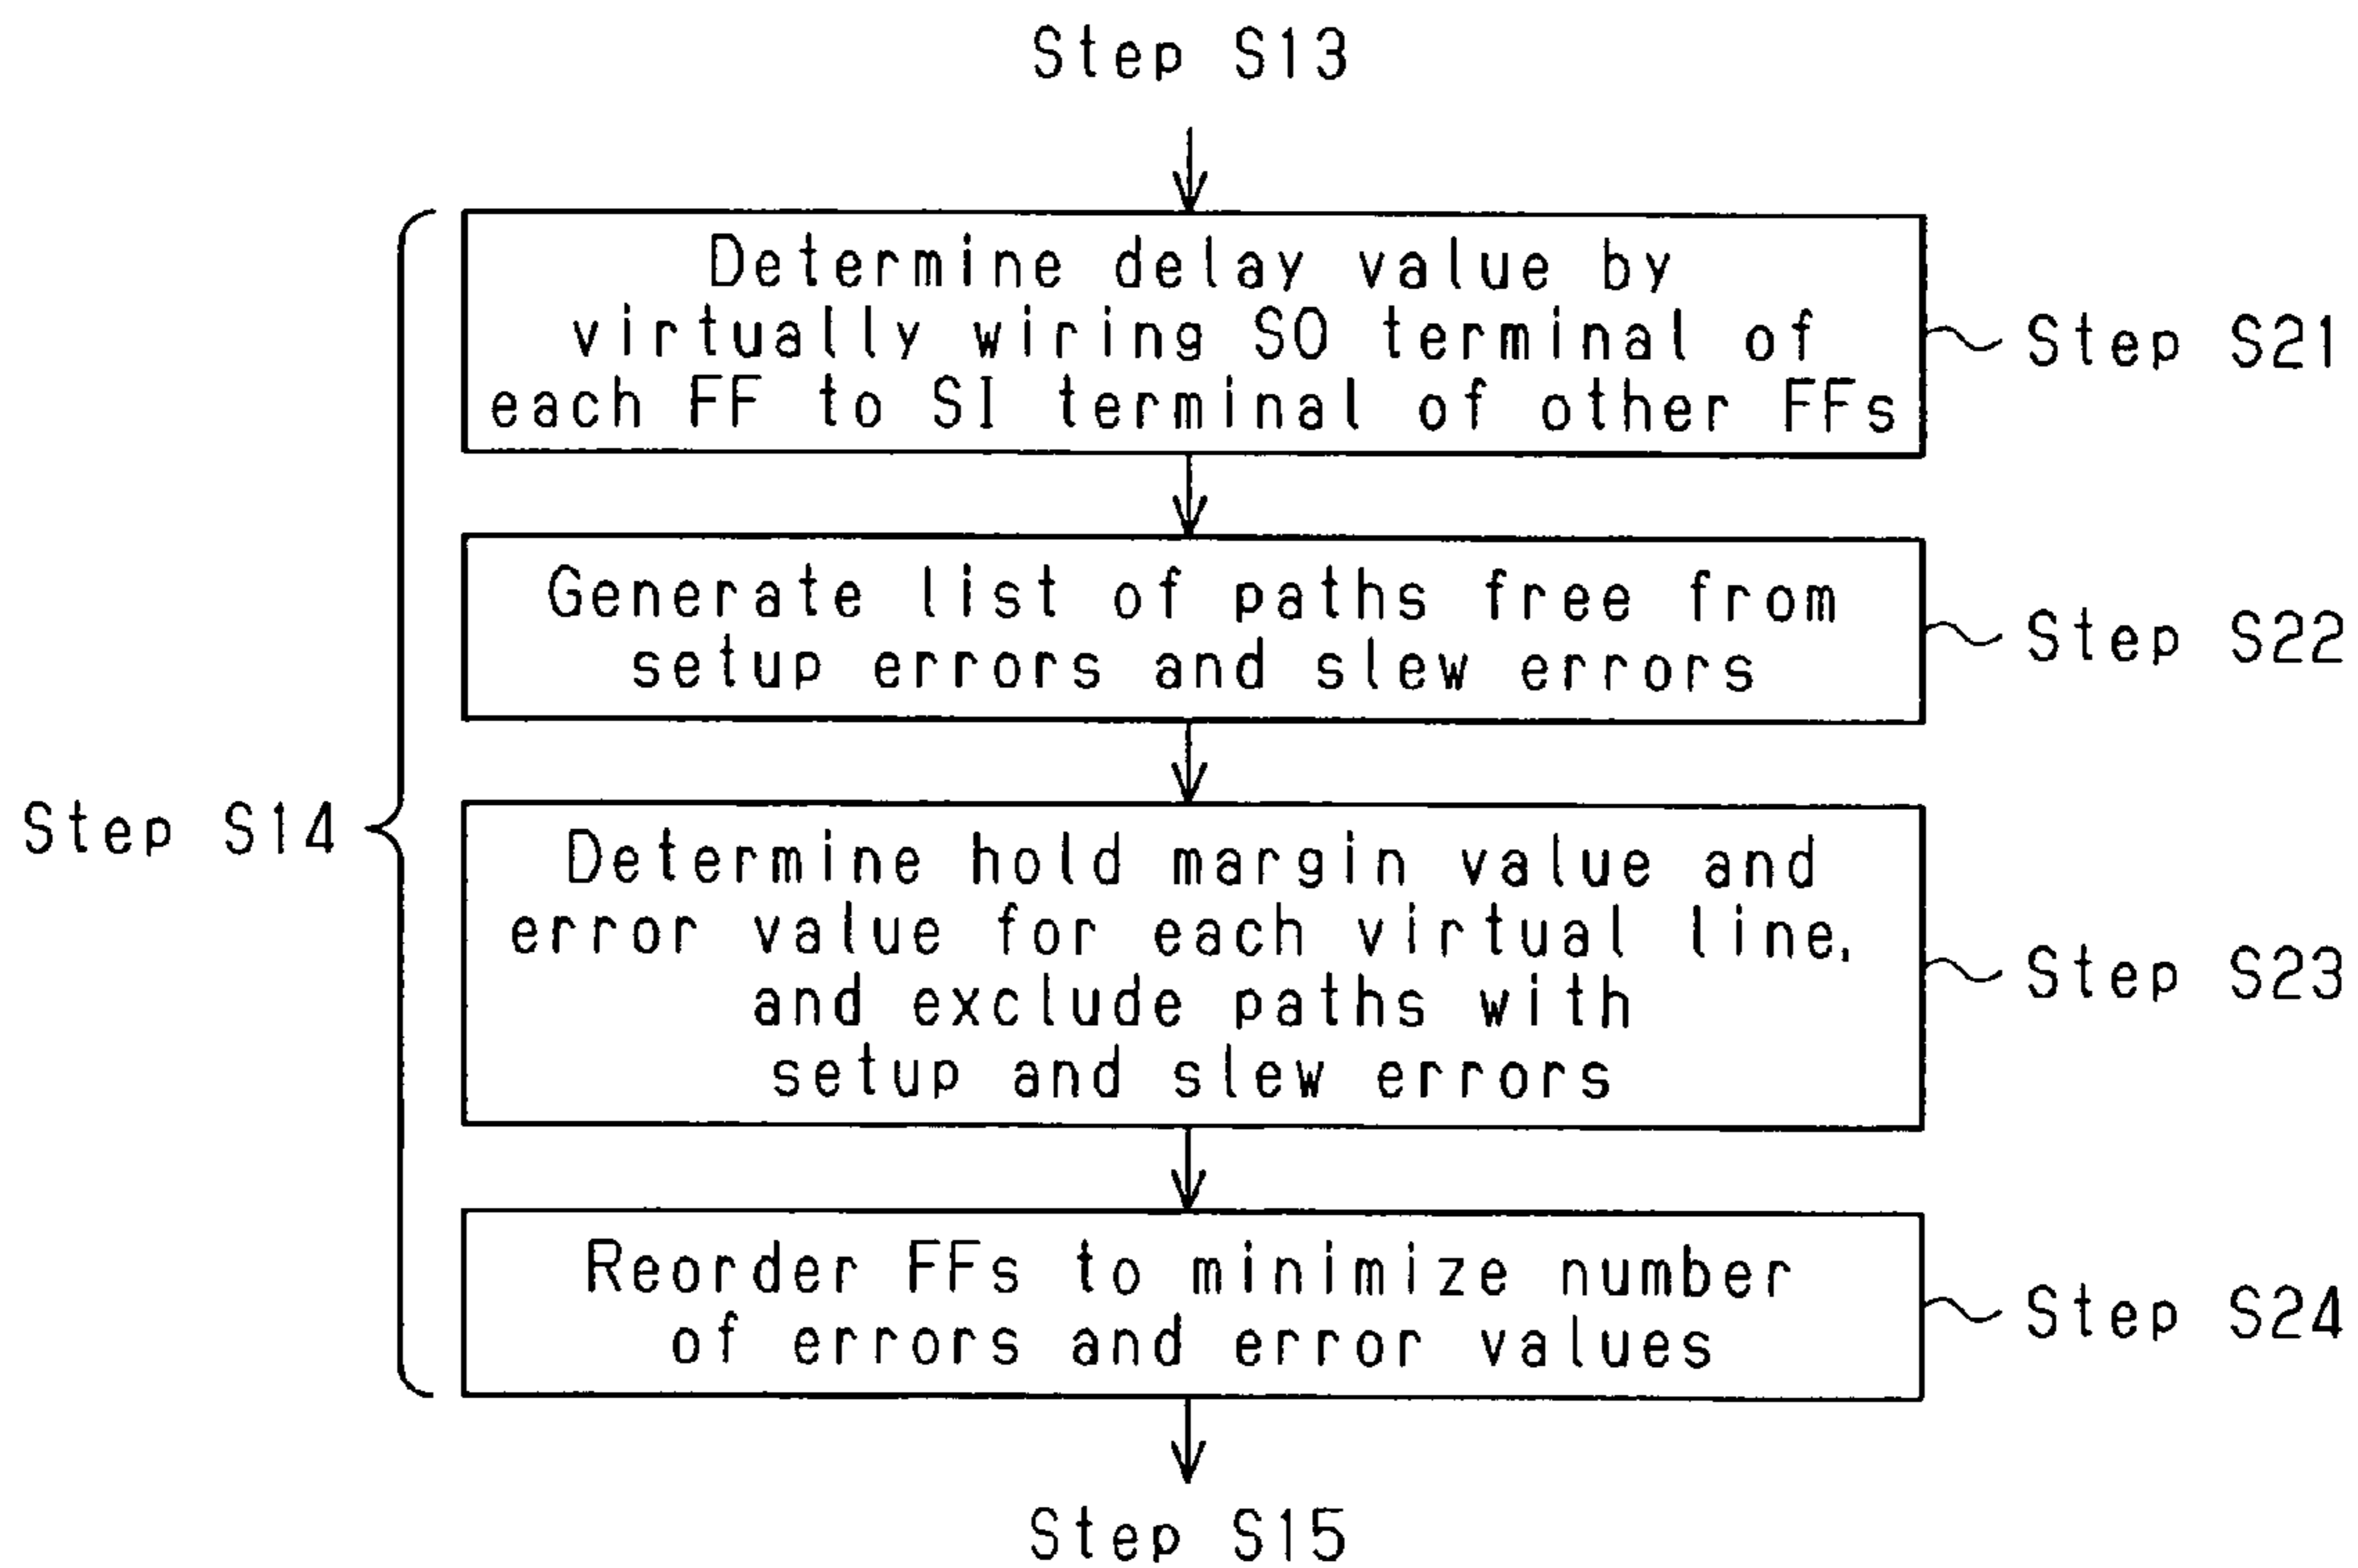 Step S13
Determine delay value by
virtually wiring SO terminal of
each FF to SI terminal of other FFs
Step S21
Generate list of paths free from
setup errors and slew errors
Step S22
Step S14
Determine hold margin value and
error value for each virtual line,
and exclude paths with
setup and slew errors
Step S23
Reorder FFs to minimize number
of errors and error values
Step S24
Step S15